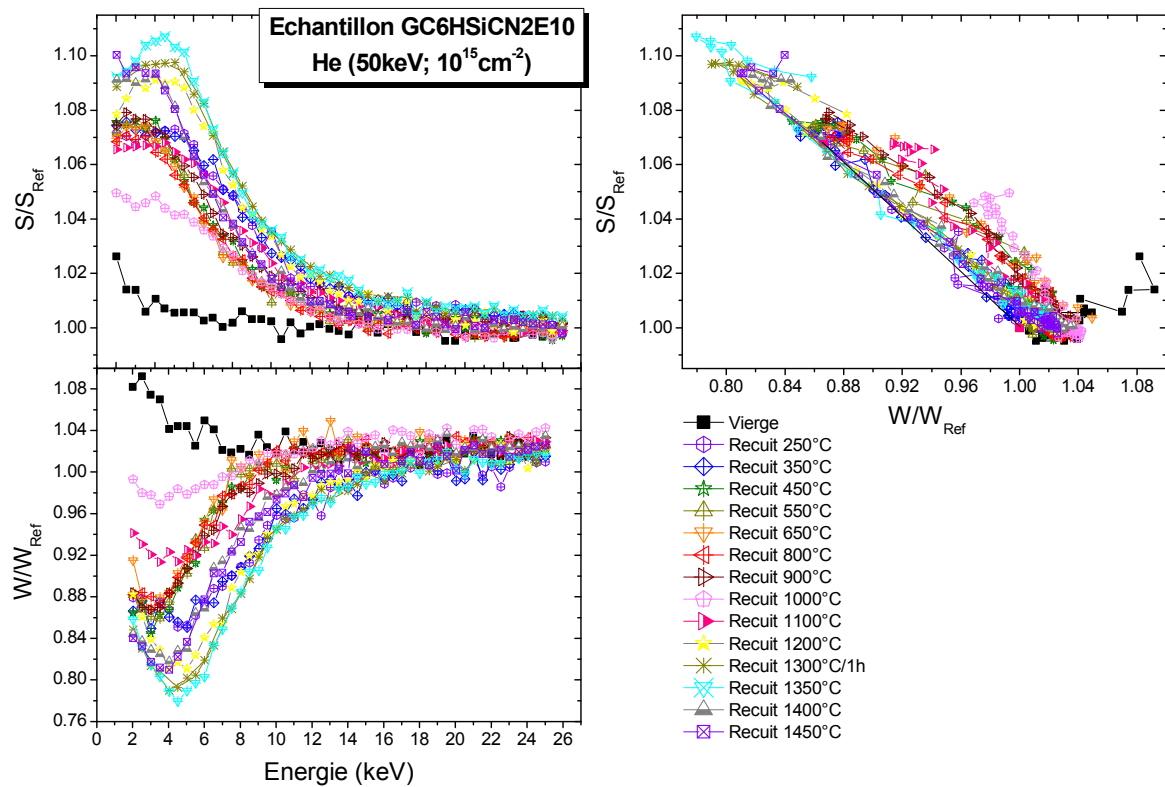 Echantillon GC6HSiCN2E10
He (50keV; 10¹⁵cm⁻²)
S/S_Ref
1.10
1.08
1.06
1.04
1.02
1.00
W/W_Ref
1.08
1.04
1.00
0.96
0.92
0.88
0.84
0.80
0.76
0 2 4 6 8 10 12 14 16 18 20 22 24 26
Energie (keV)
S/S_Ref
1.10
1.08
1.06
1.04
1.02
1.00
0.80 0.84 0.88 0.92 0.96 1.00 1.04 1.08
W/W_Ref
Vierge
Recuit 250°C
Recuit 350°C
Recuit 450°C
Recuit 550°C
Recuit 650°C
Recuit 800°C
Recuit 900°C
Recuit 1000°C
Recuit 1100°C
Recuit 1200°C
Recuit 1300°C/1h
Recuit 1350°C
Recuit 1400°C
Recuit 1450°C